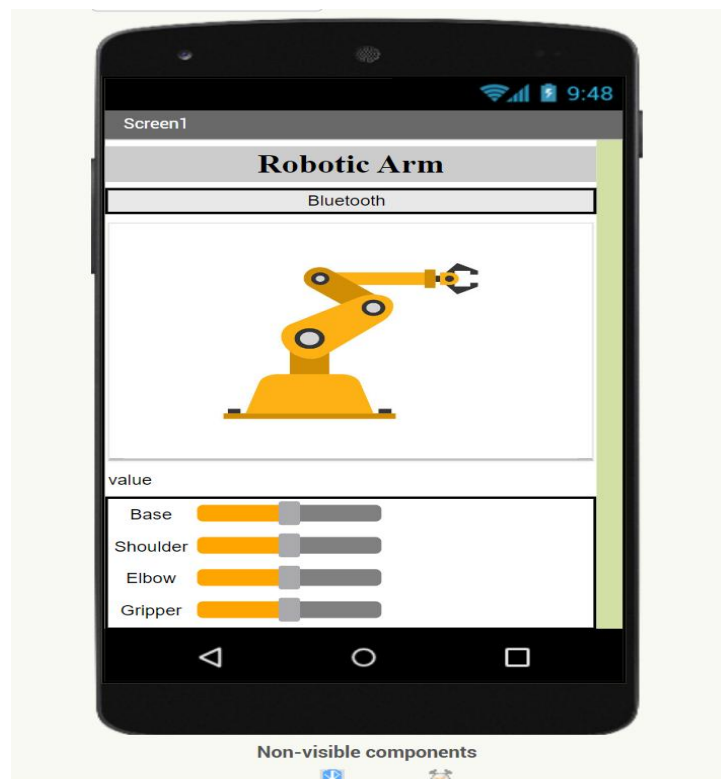 9:48
Screen1
Robotic Arm
Bluetooth
value
Base
Shoulder
Elbow
Gripper
Non-visible components